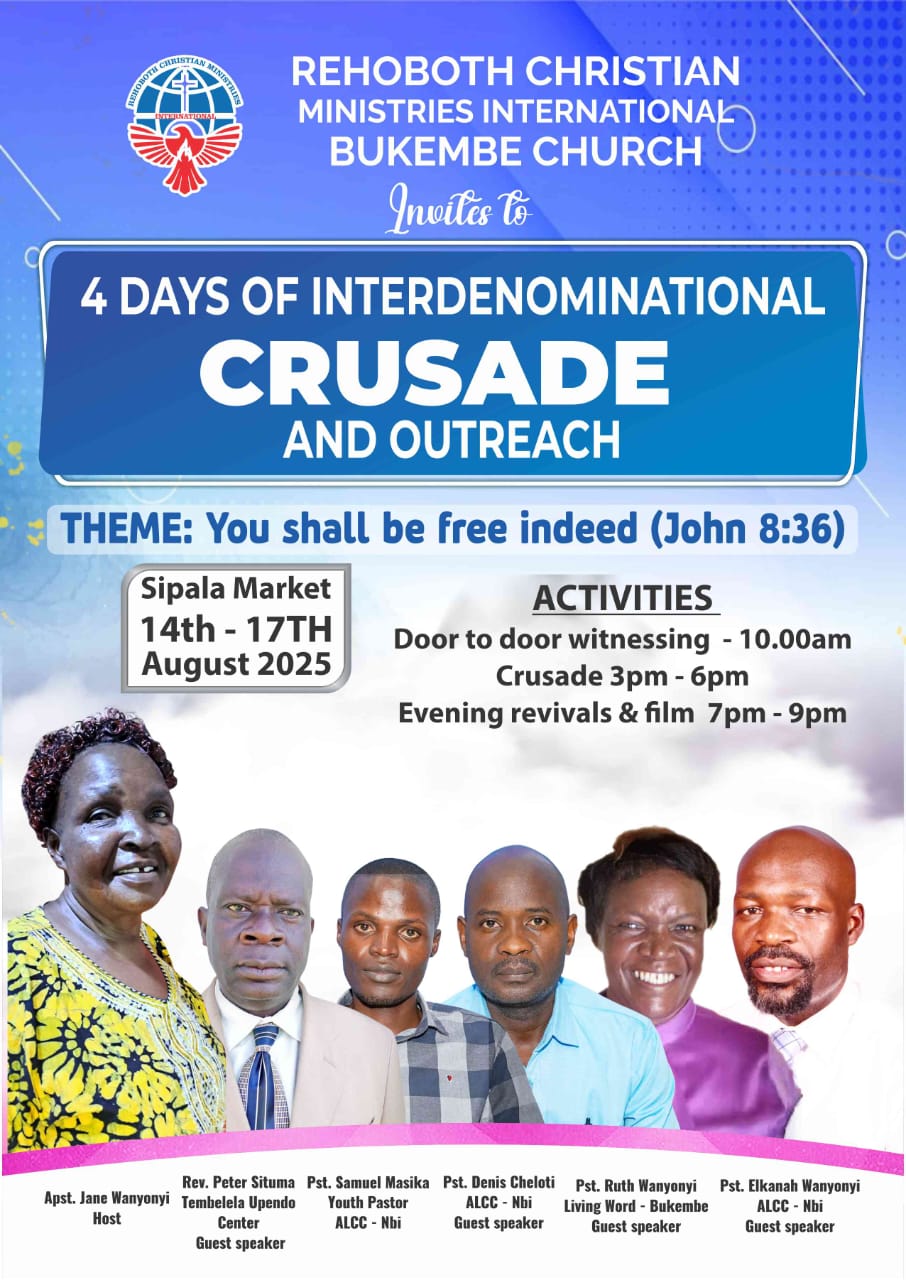 REHOBOTH CHRISTIAN MINISTRIES
INTERNATIONAL
REHOBOTH CHRISTIAN
MINISTRIES INTERNATIONAL
BUKEMBE CHURCH
Invites to
4 DAYS OF INTERDENOMINATIONAL
CRUSADE
AND OUTREACH
THEME: You shall be free indeed (John 8:36)
Sipala Market
14th - 17TH
August 2025
ACTIVITIES
Door to door witnessing - 10.00am
Crusade 3pm - 6pm
Evening revivals & film 7pm - 9pm
Apst. Jane Wanyonyi
Host
Rev. Peter Situma
Tembelela Upendo
Center
Guest speaker
Pst. Samuel Masika
Youth Pastor
ALCC - Nbi
Pst. Denis Cheloti
ALCC - Nbi
Guest speaker
Pst. Ruth Wanyonyi
Living Word - Bukembe
Guest speaker
Pst. Elkanah Wanyonyi
ALCC - Nbi
Guest speaker